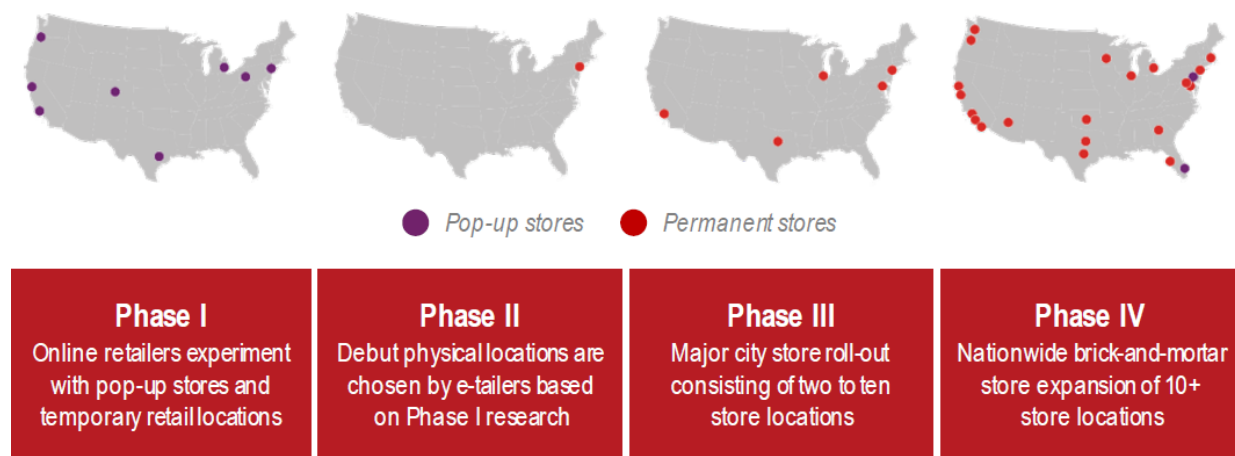 Pop-up stores
Permanent stores
Phase I
Online retailers experiment
with pop-up stores and
temporary retail locations
Phase II
Debut physical locations are
chosen by e-tailers based
on Phase I research
Phase III
Major city store roll-out
consisting of two to ten
store locations
Phase IV
Nationwide brick-and-mortar
store expansion of 10+
store locations